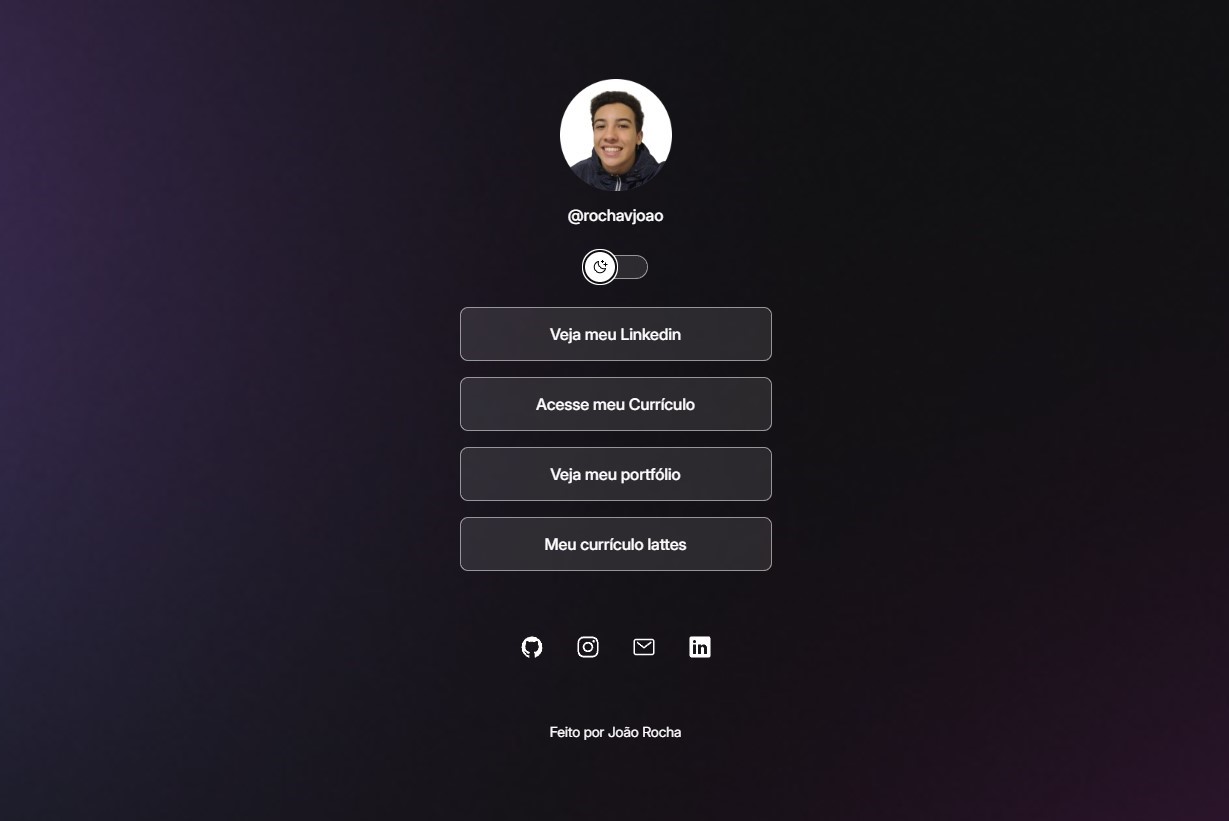 @rochavjoao
Veja meu Linkedin
Acesse meu Currículo
Veja meu portfólio
Meu currículo lattes
Feito por João Rocha